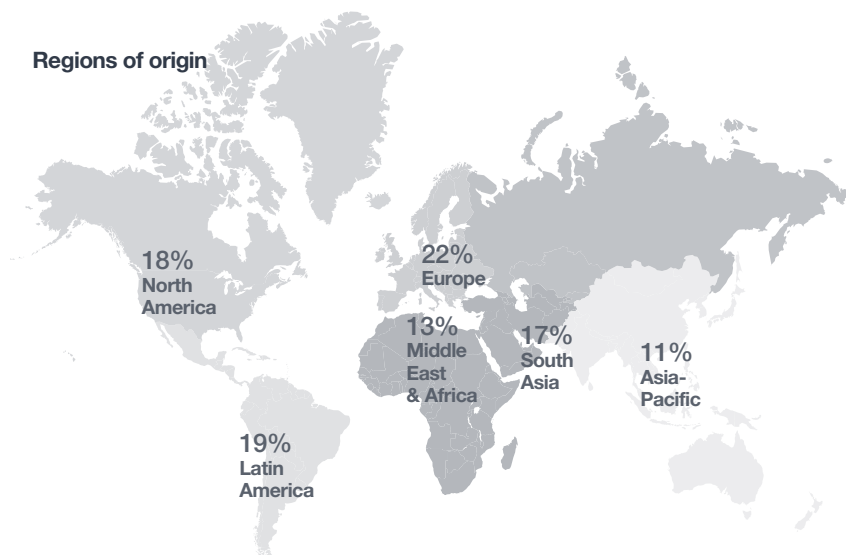 Regions of origin
18%
North
America
22%
Europe
13%
Middle
East
& Africa
17%
South
Asia
11%
Asia-
Pacific
19%
Latin
America